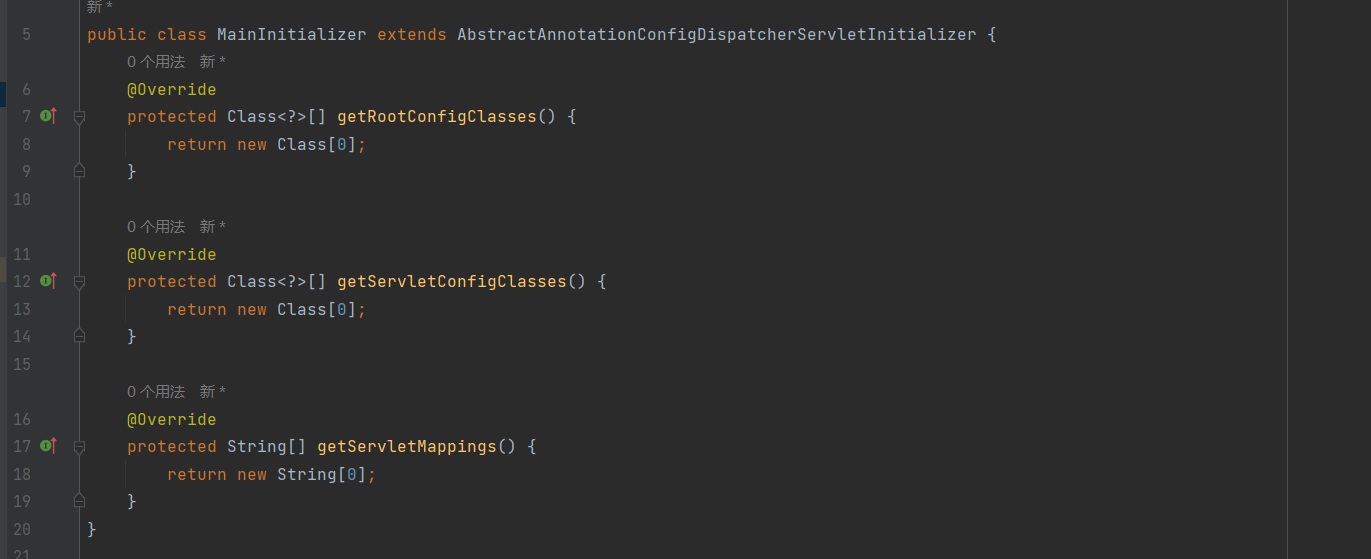 新 *
5 public class MainInitializer extends AbstractAnnotationConfigDispatcherServletInitializer {
0 个用法 新 *
6 @Override
7 protected Class<?>[] getRootConfigClasses() {
8 return new Class[0];
9 }
10
0 个用法 新 *
11 @Override
12 protected Class<?>[] getServletConfigClasses() {
13 return new Class[0];
14 }
15
0 个用法 新 *
16 @Override
17 protected String[] getServletMappings() {
18 return new String[0];
19 }
20 }
21